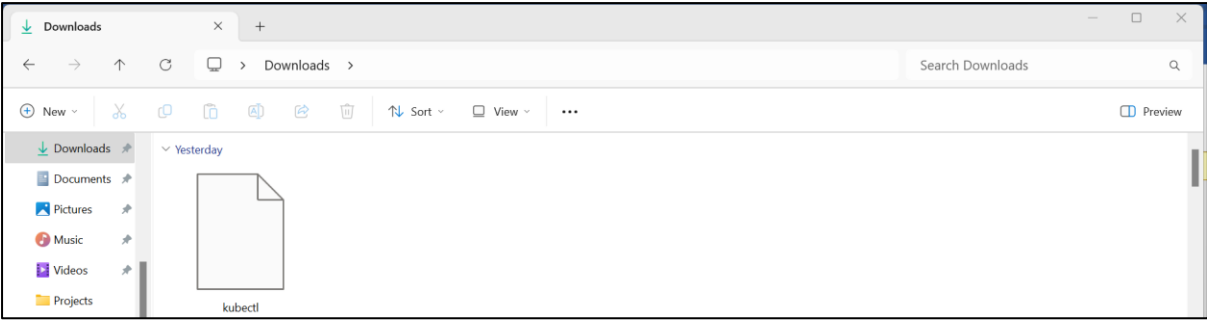 Downloads
Downloads
Search Downloads
New
Sort
View
Preview
Downloads
Yesterday
Documents
Pictures
Music
Videos
Projects
kubectl